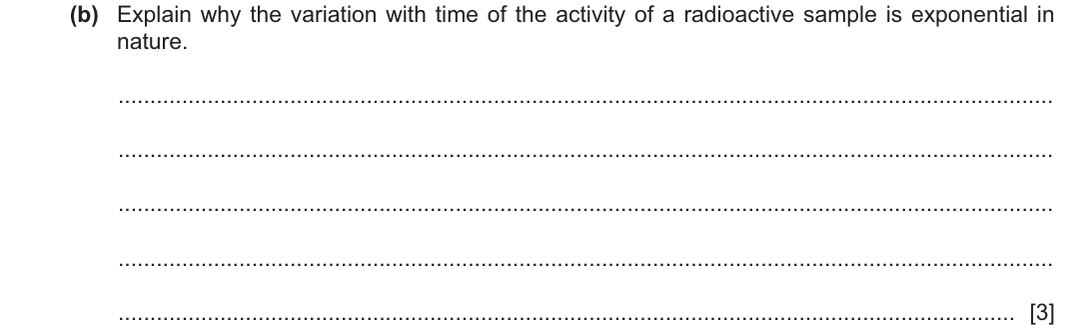 (b) Explain why the variation with time of the activity of a radioactive sample is exponential in
nature.
..........................................................................................................................................................
..........................................................................................................................................................
..........................................................................................................................................................
..........................................................................................................................................................
.................................................................................................................................................... [3]